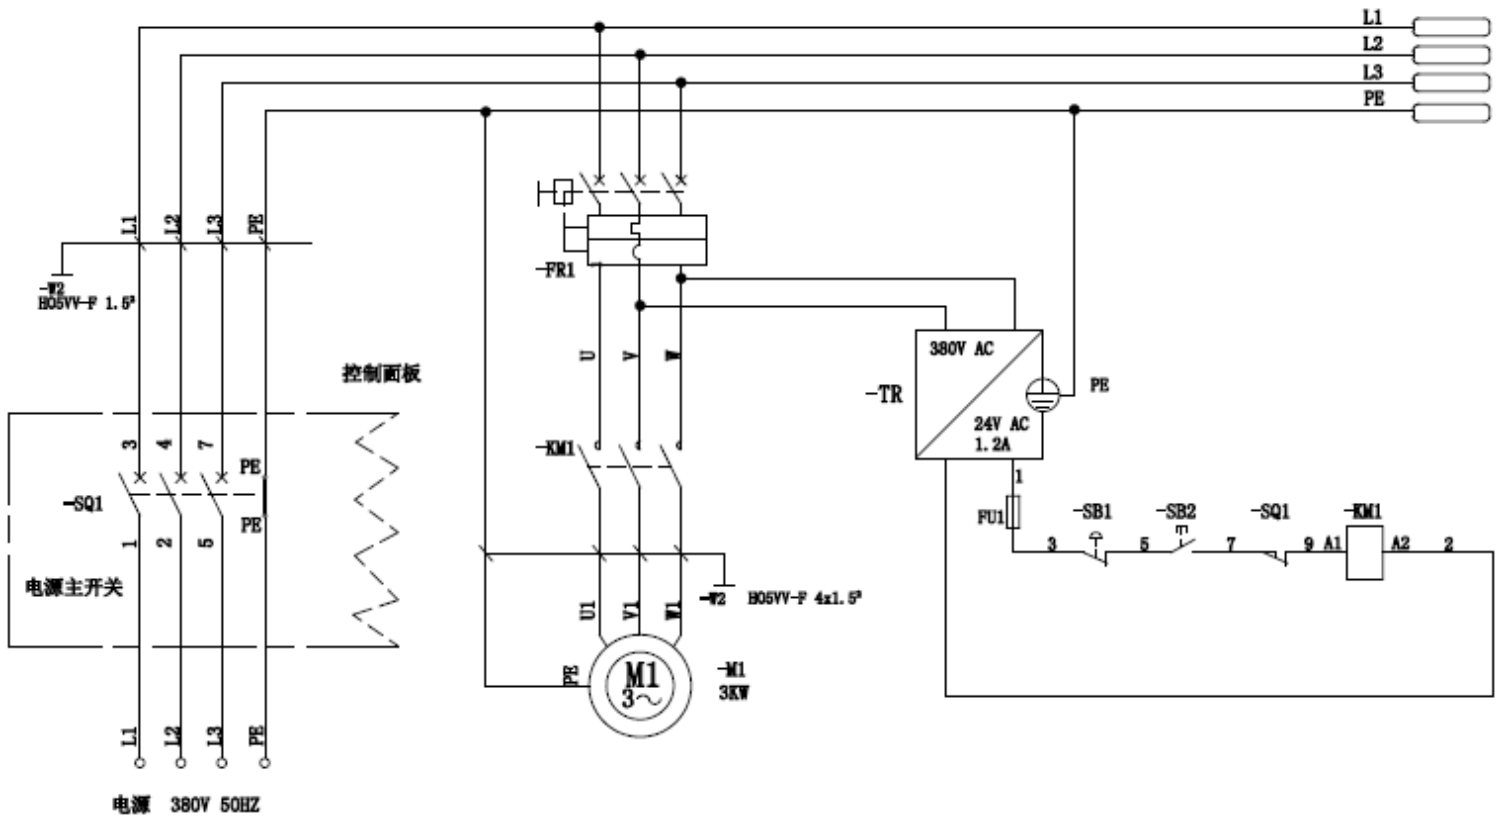 L1
L2
L3
PE
L1
L2
L3
PE
-W2
H05VV-F 1.5²
-FR1
U
V
W
380V AC
-TR
24V AC
1.2A
PE
控制面板
3
4
7
PE
-SQ1
PE
1
2
5
电源主开关
-KM1
1
FU1
-SB1
-SB2
-SQ1
-KM1
3
5
7
9
A1
A2
2
U1
V1
W1
-W2
H05VV-F 4x1.5²
PE
M1
3~
-M1
3KW
L1
L2
L3
PE
电源 380V 50HZ